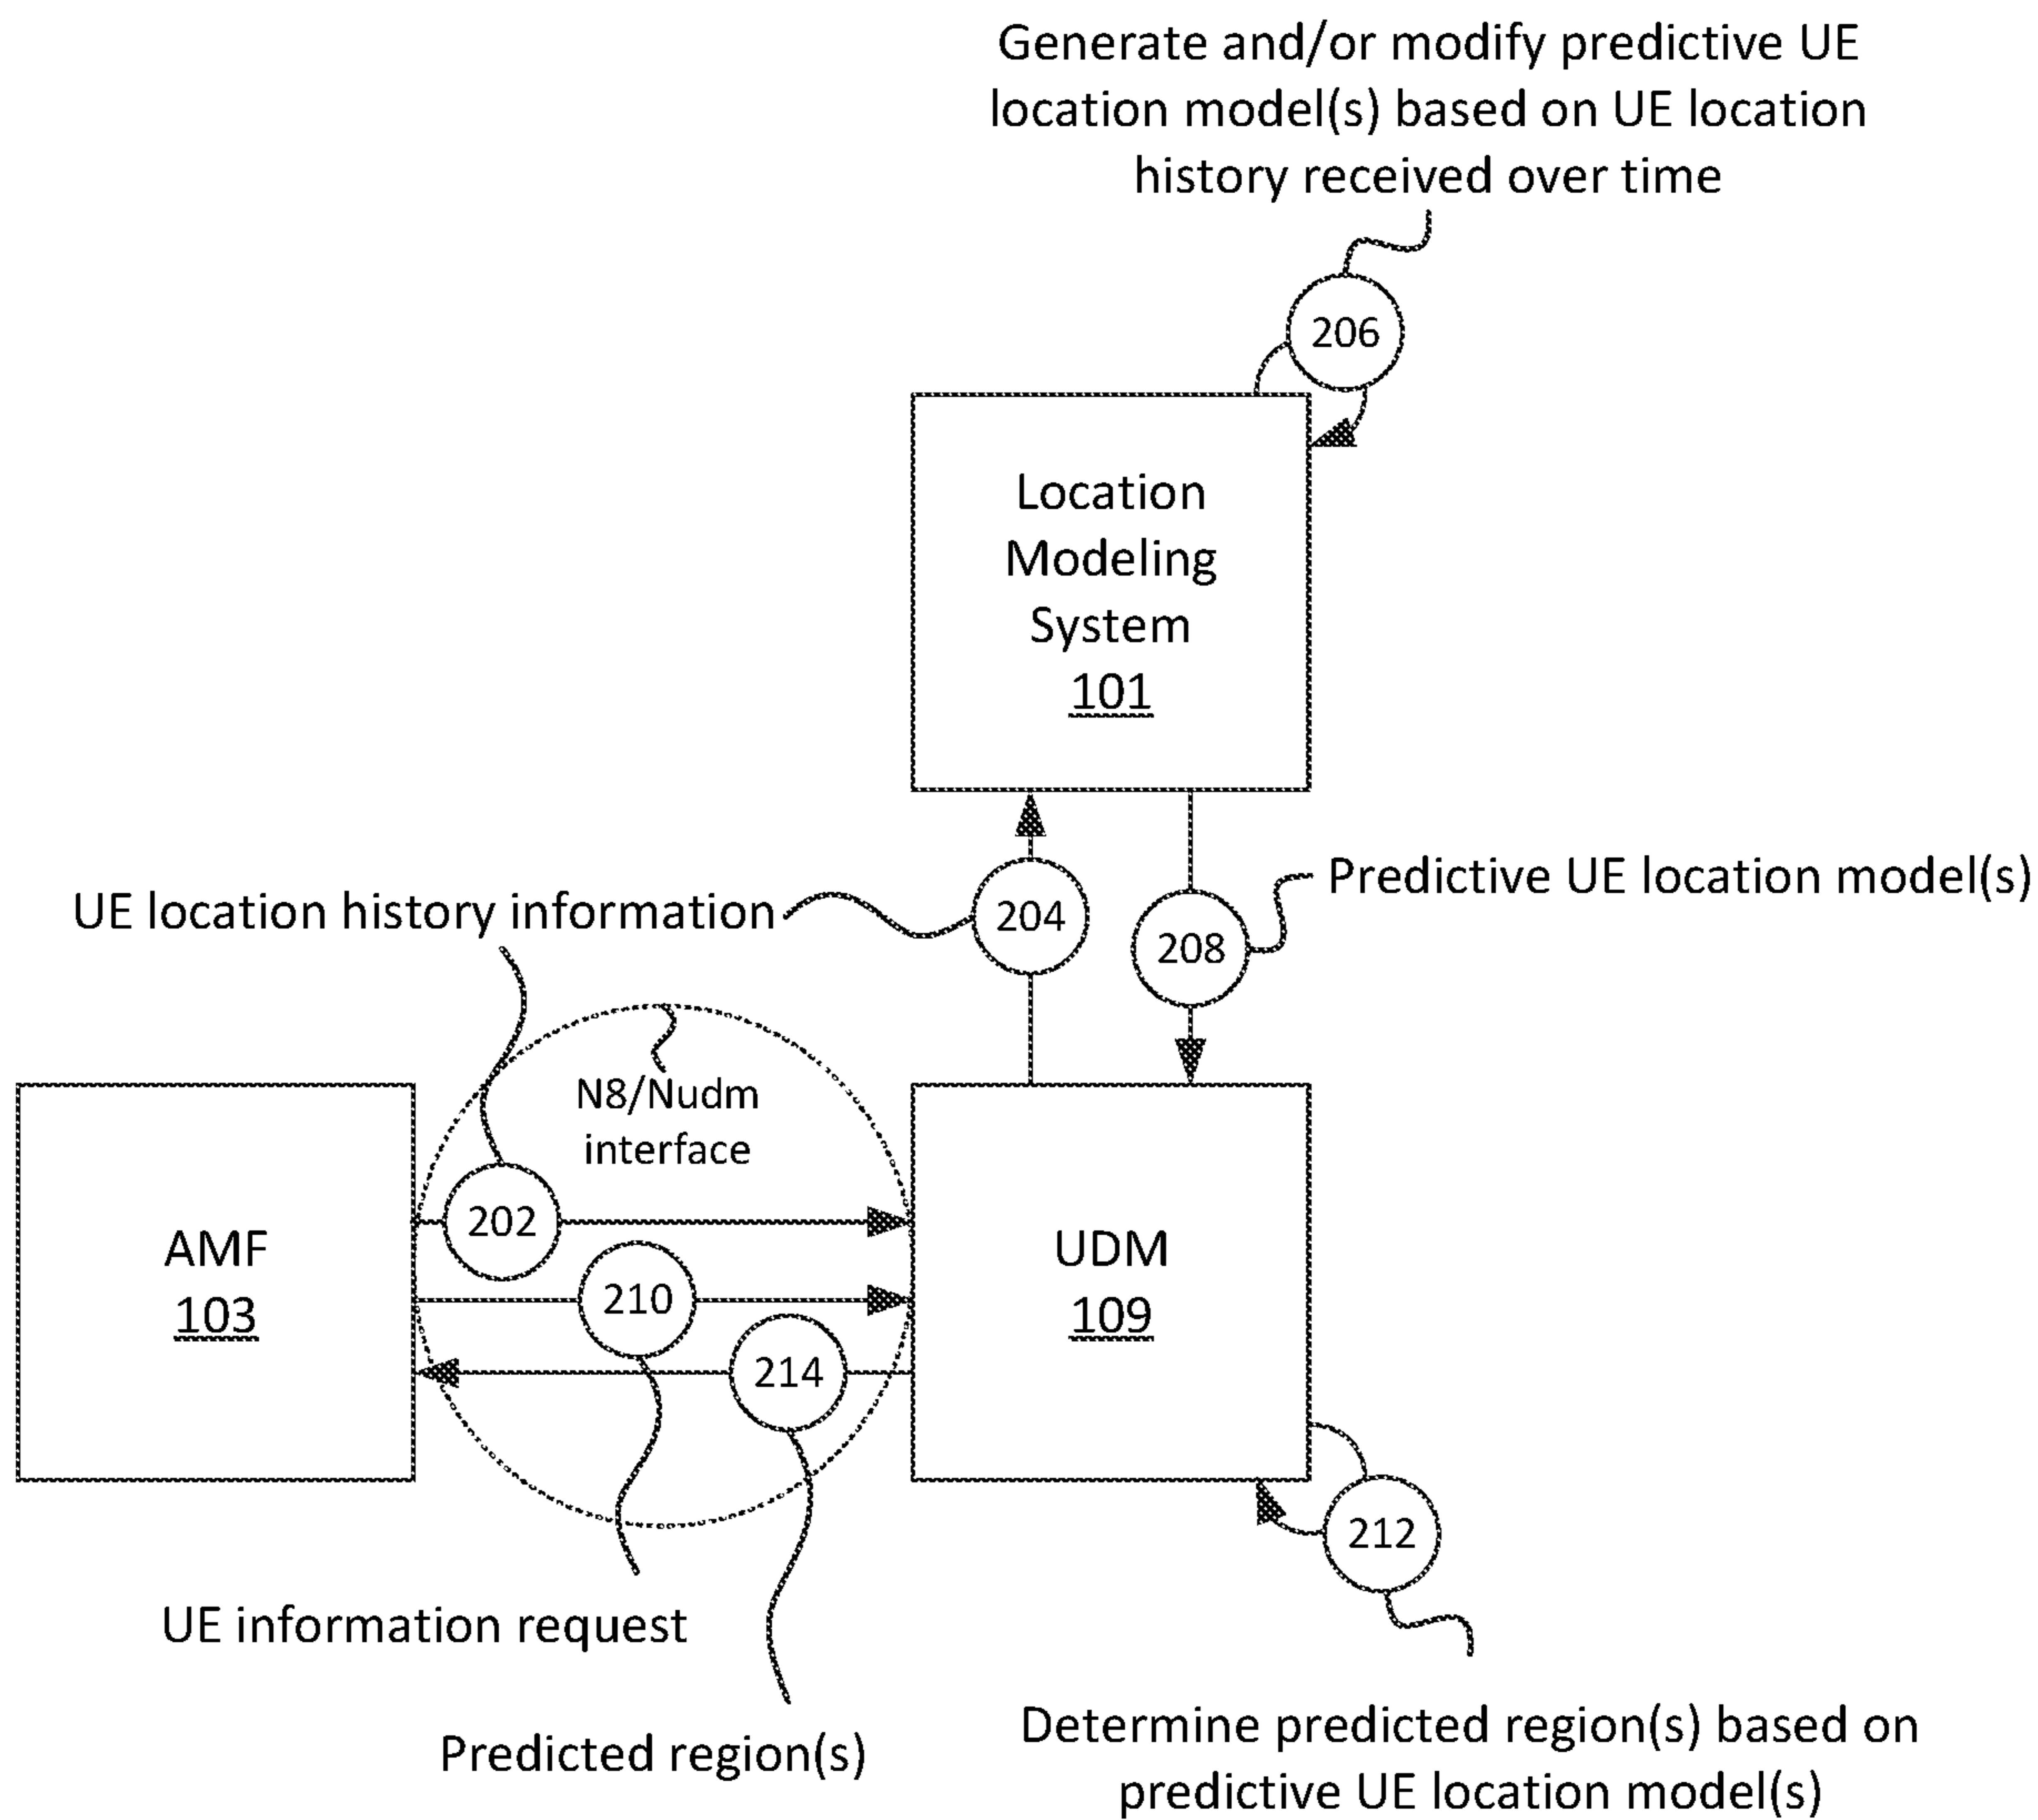 Generate and/or modify predictive UE
location model(s) based on UE location
history received over time
206
Location
Modeling
System
101
UE location history information
204
208
Predictive UE location model(s)
N8/Nudm
interface
AMF
103
202
210
214
UDM
109
212
UE information request
Predicted region(s)
Determine predicted region(s) based on
predictive UE location model(s)